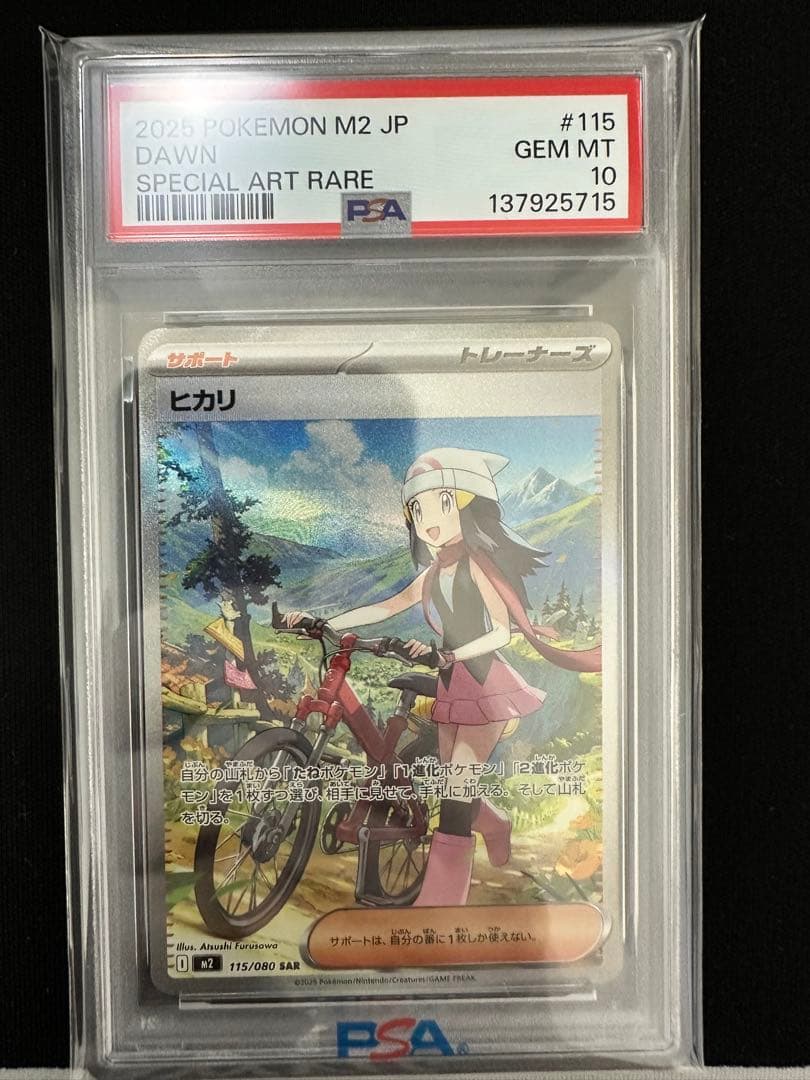 2025 POKEMON M2 JP #115
DAWN GEM MT
SPECIAL ART RARE 10
PSA 137925715
サポート トレーナーズ
ヒカリ
自分の山札から「たねポケモン」「1進化ポケモン」「2進化ポケ
モン」を1枚ずつ選び、相手に見せて、手札に加える。そして山札
を切る。
サポートは、自分の番に1枚しか使えない。
Illus. Atsushi Furusawa
I M2 115/080 SAR
©2025 Pokémon/Nintendo/Creatures/GAME FREAK.
PSA®